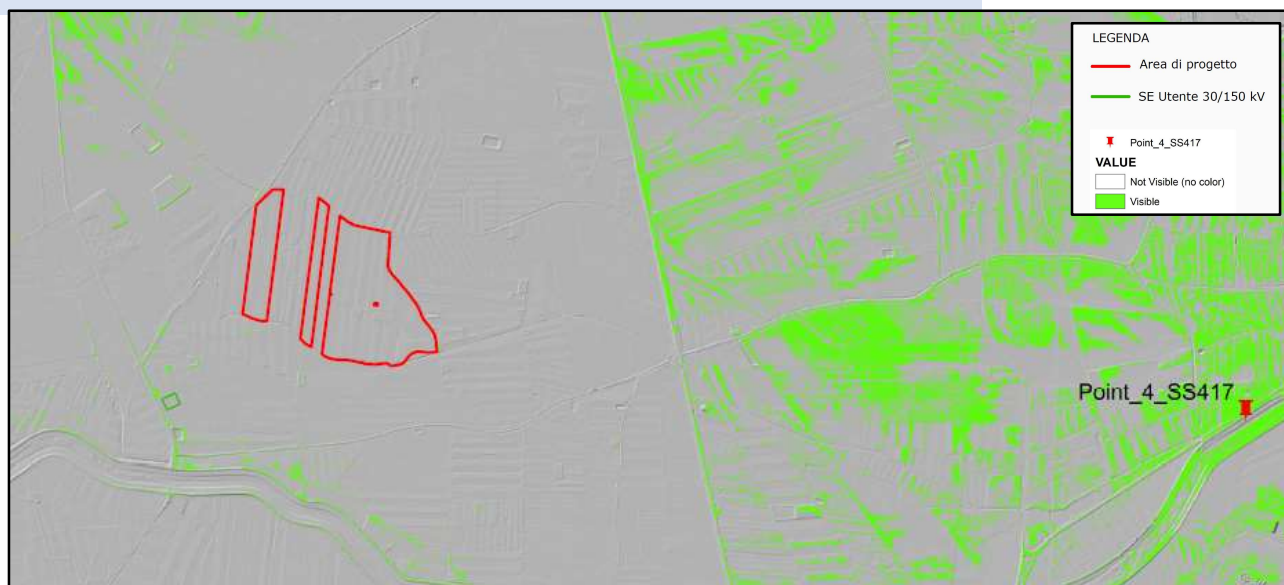 LEGENDA
Area di progetto
SE Utente 30/150 kV
Point_4_SS417
VALUE
Not Visible (no color)
Visible
Point_4_SS417